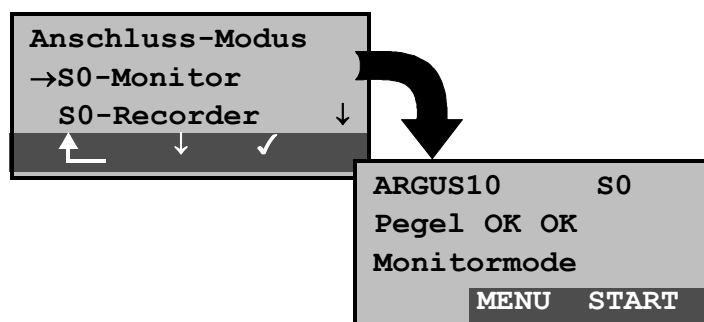 Anschluss-Modus
→S0-Monitor
S0-Recorder ↓
↓ ✓
ARGUS10 S0
Pegel OK OK
Monitormode
MENU START